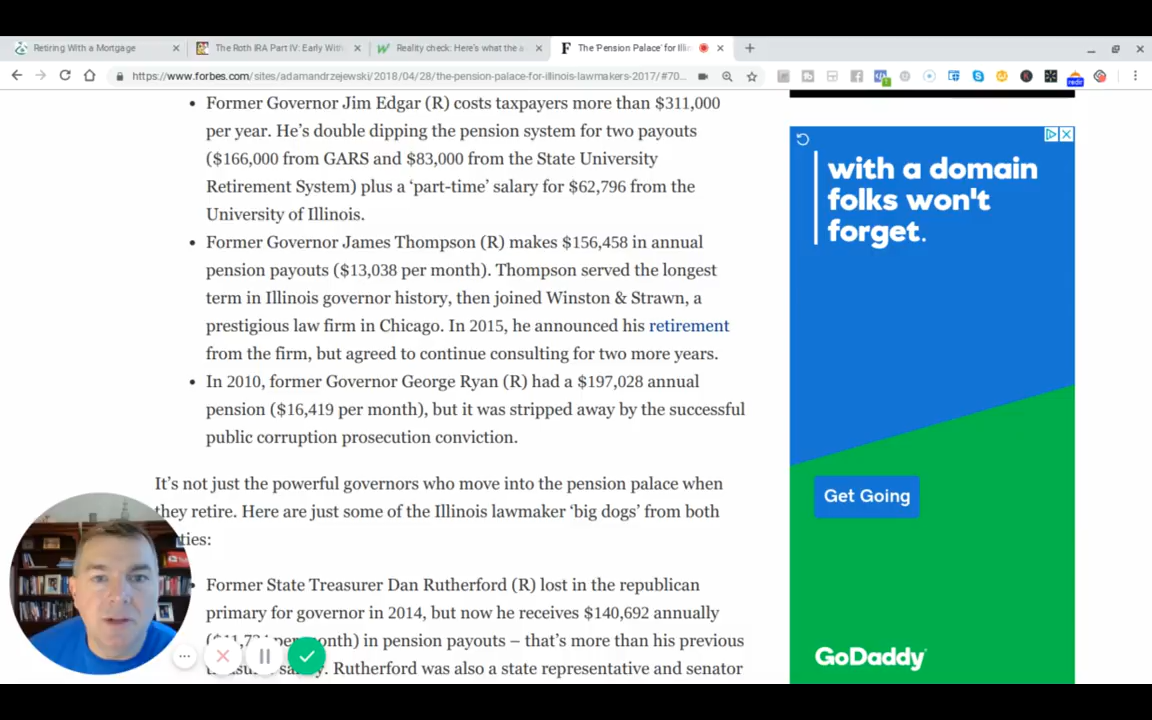 Retiring With a Mortgage
The Roth IRA Part IV: Early With
Reality check: Here's what the a
The 'Pension Palace' for Illin
https://www.forbes.com/sites/adamandrzejewski/2018/04/28/the-pension-palace-for-illinois-lawmakers-2017/#70...
Former Governor Jim Edgar (R) costs taxpayers more than $311,000
per year. He's double dipping the pension system for two payouts
($166,000 from GARS and $83,000 from the State University
Retirement System) plus a 'part-time' salary for $62,796 from the
University of Illinois.
Former Governor James Thompson (R) makes $156,458 in annual
pension payouts ($13,038 per month). Thompson served the longest
term in Illinois governor history, then joined Winston & Strawn, a
prestigious law firm in Chicago. In 2015, he announced his retirement
from the firm, but agreed to continue consulting for two more years.
In 2010, former Governor George Ryan (R) had a $197,028 annual
pension ($16,419 per month), but it was stripped away by the successful
public corruption prosecution conviction.
It's not just the powerful governors who move into the pension palace when
they retire. Here are just some of the Illinois lawmaker 'big dogs' from both
ties:
Former State Treasurer Dan Rutherford (R) lost in the republican
primary for governor in 2014, but now he receives $140,692 annually
per month) in pension payouts – that's more than his previous
Rutherford was also a state representative and senator
with a domain
folks won't
forget.
Get Going
GoDaddy